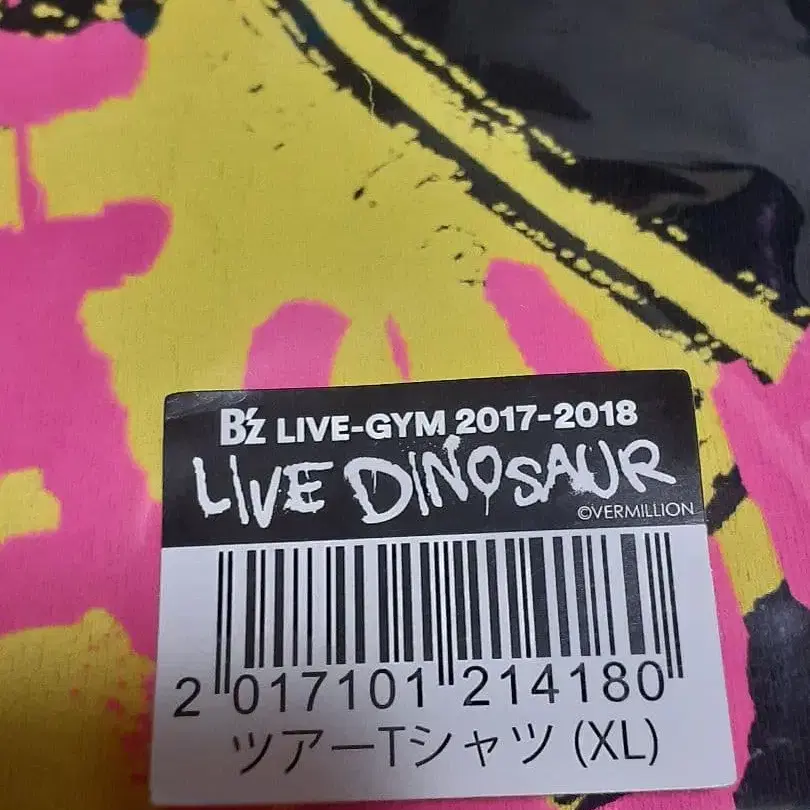 B'z LIVE-GYM 2017-2018
LIVE DINOSAUR
©VERMILLION
2 017101 214180
ツアーTシャツ (XL)